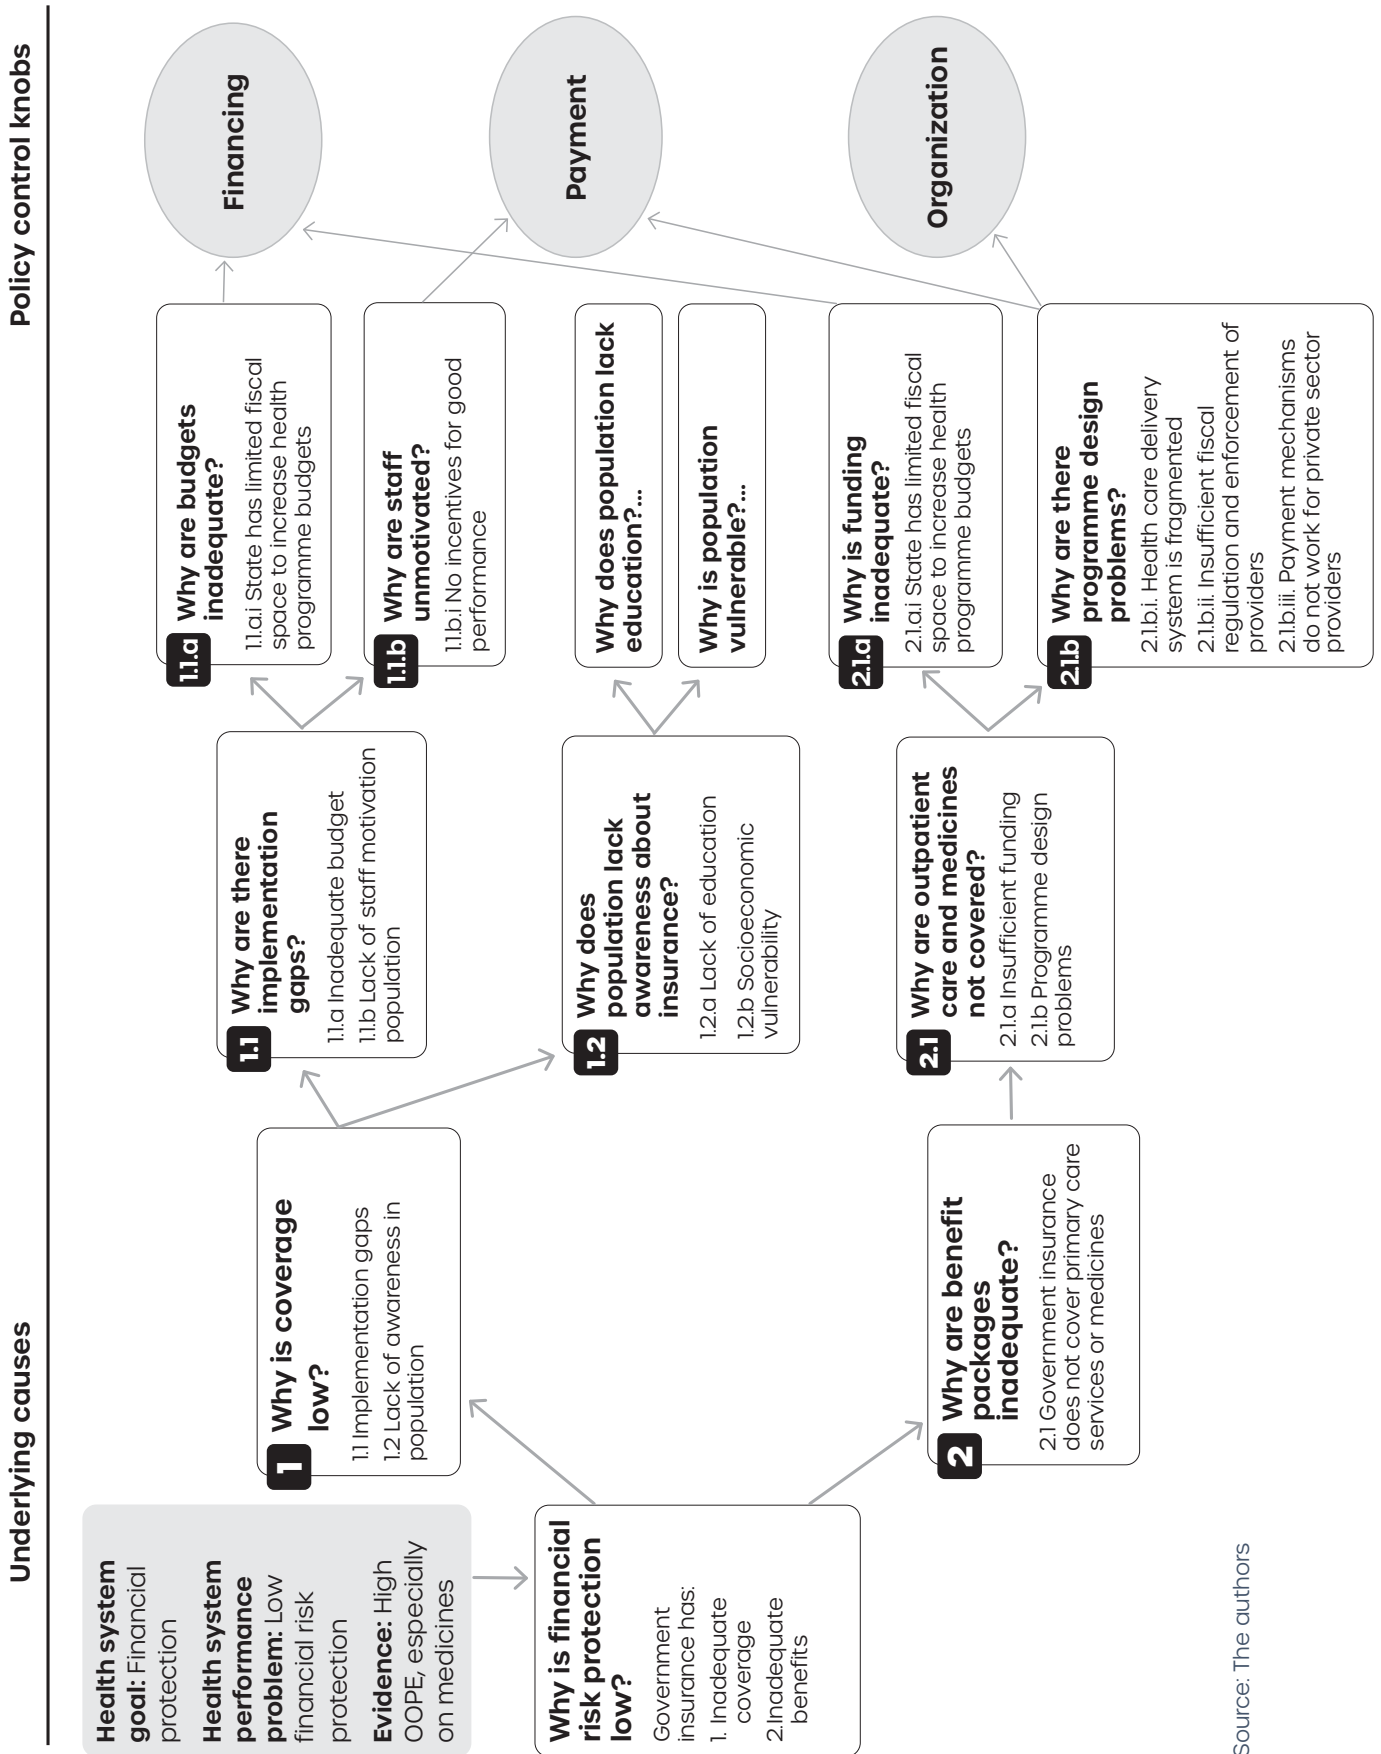 Underlying causes
Policy control knobs
Health system
goal: Financial
protection
Health system
performance
problem: Low
financial risk
protection
Evidence: High
OOPE, especially
on medicines
Why is financial
risk protection
low?
Government
insurance has:
1. Inadequate
coverage
2.Inadequate
benefits
1
Why is coverage
low?
1.1 Implementation gaps
1.2 Lack of awareness in
population
2
Why are benefit
packages
inadequate?
2.1 Government insurance
does not cover primary care
services or medicines
1.1
Why are there
implementation
gaps?
1.1.a Inadequate budget
1.1.b Lack of staff motivation
population
1.2
Why does
population lack
awareness about
insurance?
1.2.a Lack of education
1.2.b Socioeconomic
vulnerability
2.1
Why are outpatient
care and medicines
not covered?
2.1.a Insufficient funding
2.1.b Programme design
problems
1.1.a
Why are budgets
inadequate?
1.1.a.i State has limited fiscal
space to increase health
programme budgets
1.1.b
Why are staff
unmotivated?
1.1.b.i No incentives for good
performance
Why does population lack
education?...
Why is population
vulnerable?...
2.1.a
Why is funding
inadequate?
2.1.a.i State has limited fiscal
space to increase health
programme budgets
2.1.b
Why are there
programme design
problems?
2.1.b.i. Health care delivery
system is fragmented
2.1.b.ii. Insufficient fiscal
regulation and enforcement of
providers
2.1.b.iii. Payment mechanisms
do not work for private sector
providers
Financing
Payment
Organization
Source: The authors